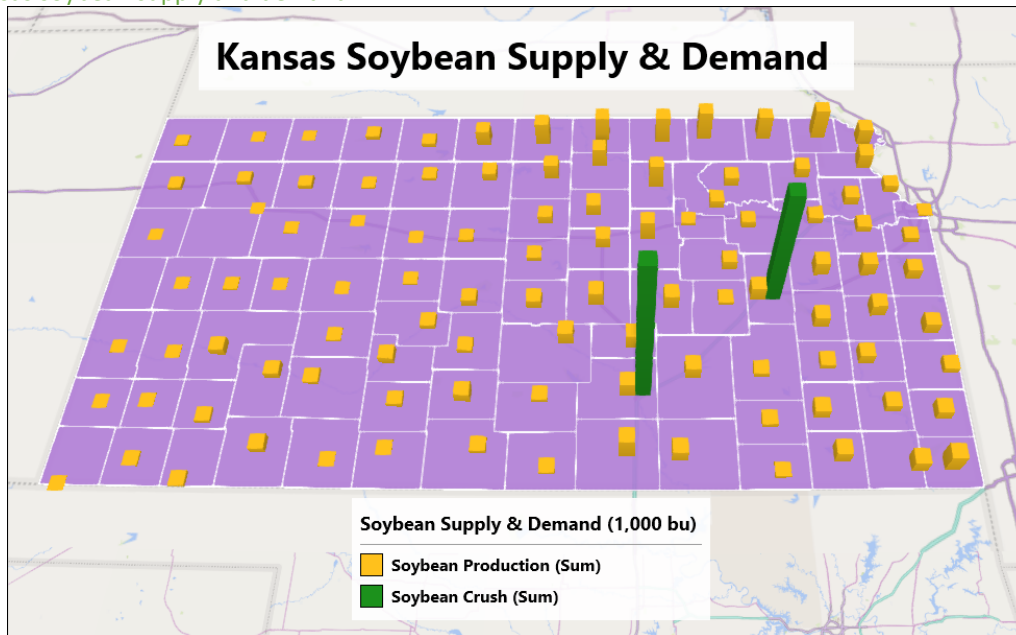 Kansas Soybean Supply & Demand
Soybean Supply & Demand (1,000 bu)
Soybean Production (Sum)
Soybean Crush (Sum)